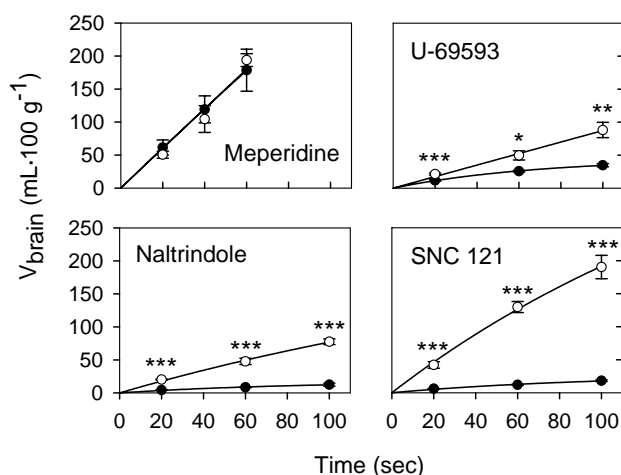 250
200
150
100
50
0
Meperidine
U-69593
***
*
**
V_brain (mL·100 g⁻¹)
250
200
150
100
50
0
Naltrindole
***
***
***
SNC 121
***
***
***
0 20 40 60 80 100
0 20 40 60 80 100
Time (sec)